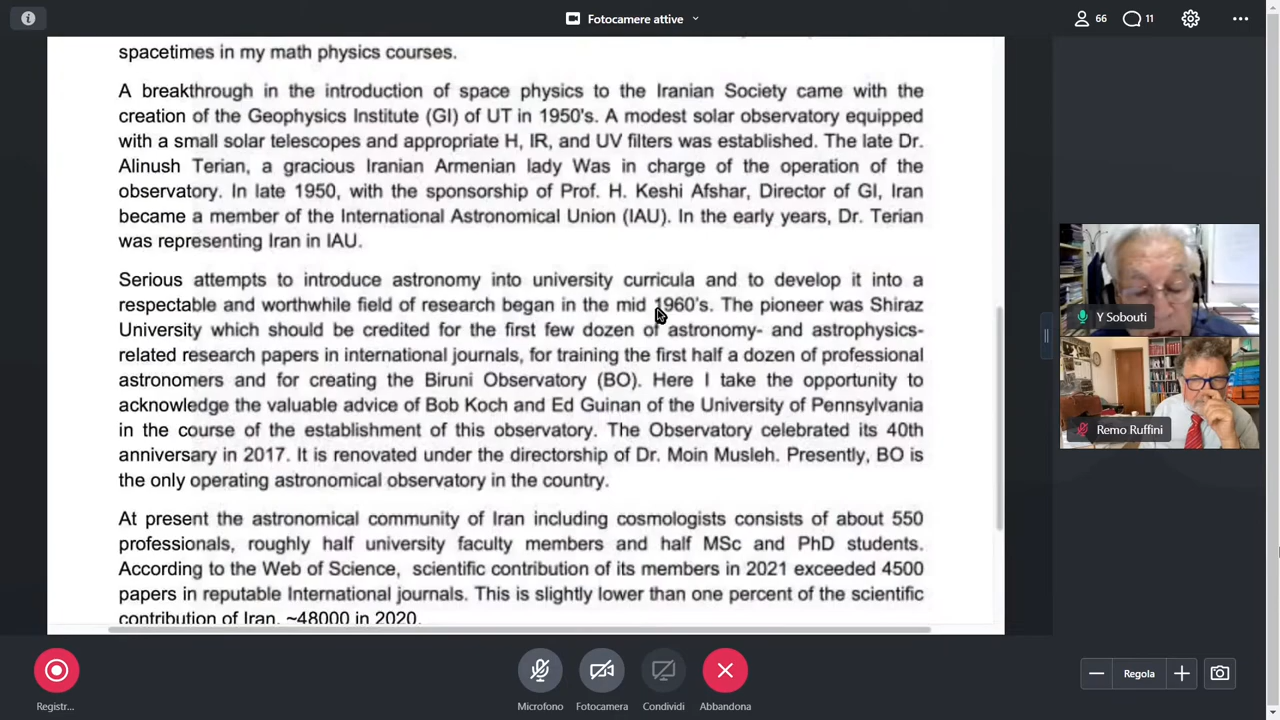 Fotocamere attive
66
11
spacetimes in my math physics courses.
A breakthrough in the introduction of space physics to the Iranian Society came with the
creation of the Geophysics Institute (GI) of UT in 1950's. A modest solar observatory equipped
with a small solar telescopes and appropriate H, IR, and UV filters was established. The late Dr.
Alinush Terian, a gracious Iranian Armenian lady Was in charge of the operation of the
observatory. In late 1950, with the sponsorship of Prof. H. Keshi Afshar, Director of GI, Iran
became a member of the International Astronomical Union (IAU). In the early years, Dr. Terian
was representing Iran in IAU.
Serious attempts to introduce astronomy into university curricula and to develop it into a
respectable and worthwhile field of research began in the mid 1960's. The pioneer was Shiraz
University which should be credited for the first few dozen of astronomy- and astrophysics-
related research papers in international journals, for training the first half a dozen of professional
astronomers and for creating the Biruni Observatory (BO). Here I take the opportunity to
acknowledge the valuable advice of Bob Koch and Ed Guinan of the University of Pennsylvania
in the course of the establishment of this observatory. The Observatory celebrated its 40th
anniversary in 2017. It is renovated under the directorship of Dr. Moin Musleh. Presently, BO is
the only operating astronomical observatory in the country.
At present the astronomical community of Iran including cosmologists consists of about 550
professionals, roughly half university faculty members and half MSc and PhD students.
According to the Web of Science, scientific contribution of its members in 2021 exceeded 4500
papers in reputable International journals. This is slightly lower than one percent of the scientific
contribution of Iran, ~48000 in 2020.
Y Sobouti
Remo Ruffini
Registr...
Microfono
Fotocamera
Condividi
Abbandona
Regola